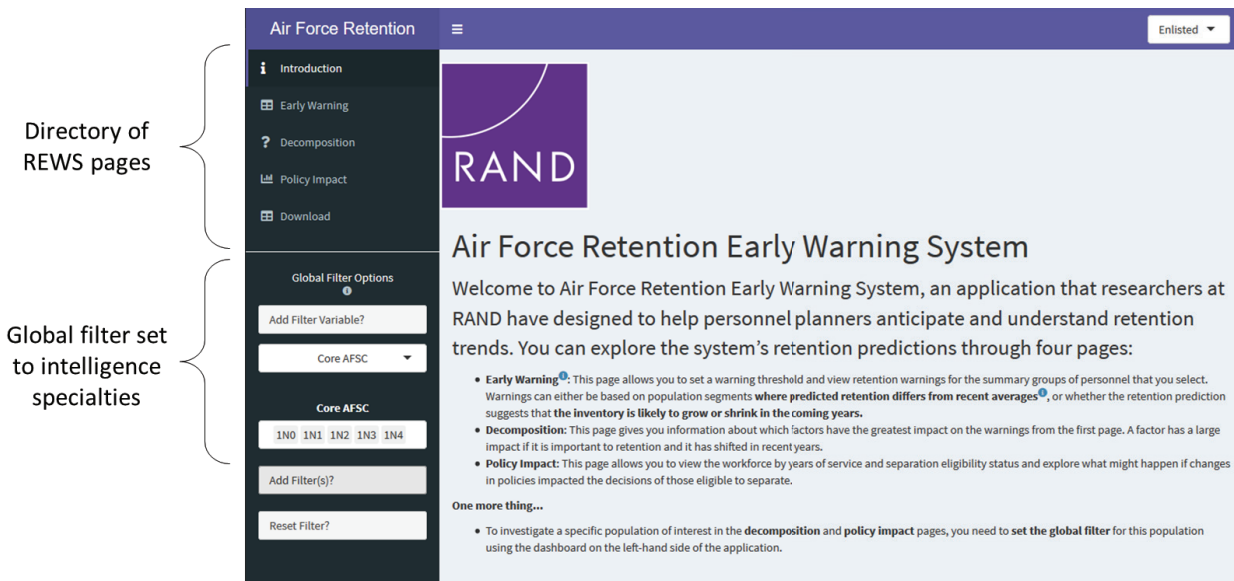 Directory of
REWS pages
Global filter set
to intelligence
specialties
Air Force Retention
Enlisted
Introduction
Early Warning
Decomposition
Policy Impact
Download
Global Filter Options
Add Filter Variable?
Core AFSC
Core AFSC
1N0 1N1 1N2 1N3 1N4
Add Filter(s)?
Reset Filter?
RAND
Air Force Retention Early Warning System
Welcome to Air Force Retention Early Warning System, an application that researchers at
RAND have designed to help personnel planners anticipate and understand retention
trends. You can explore the system's retention predictions through four pages:
• Early Warning: This page allows you to set a warning threshold and view retention warnings for the summary groups of personnel that you select.
Warnings can either be based on population segments where predicted retention differs from recent averages, or whether the retention prediction
suggests that the inventory is likely to grow or shrink in the coming years.
• Decomposition: This page gives you information about which factors have the greatest impact on the warnings from the first page. A factor has a large
impact if it is important to retention and it has shifted in recent years.
• Policy Impact: This page allows you to view the workforce by years of service and separation eligibility status and explore what might happen if changes
in policies impacted the decisions of those eligible to separate.
One more thing...
• To investigate a specific population of interest in the decomposition and policy impact pages, you need to set the global filter for this population
using the dashboard on the left-hand side of the application.